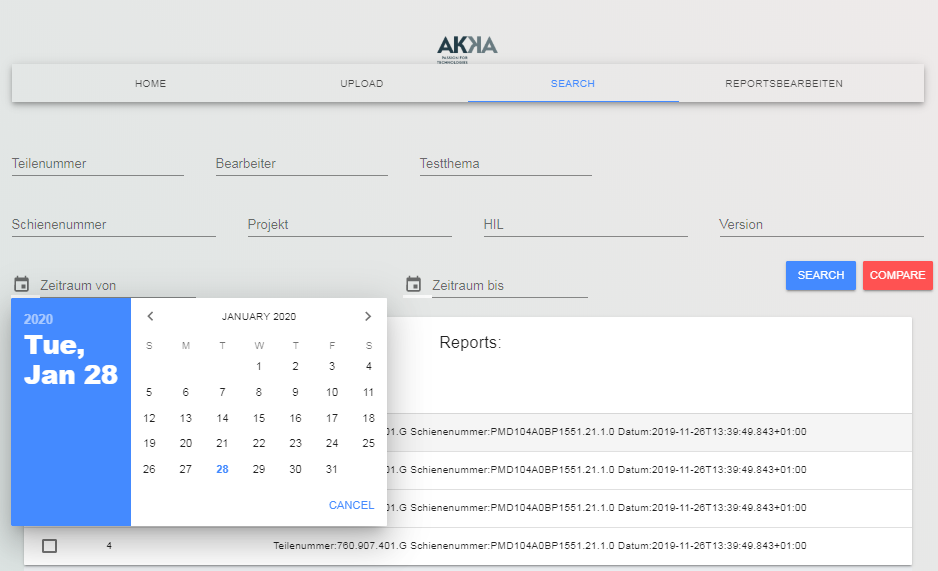 AKKA
PASSION FOR
TECHNOLOGIES
HOME UPLOAD SEARCH REPORTSBEARBEITEN
Teilenummer Bearbeiter Testthema
Schienenummer Projekt HIL Version
Zeitraum von Zeitraum bis SEARCH COMPARE
2020
Tue,
Jan 28
JANUARY 2020
S M T W T F S
1 2 3 4
5 6 7 8 9 10 11
12 13 14 15 16 17 18
19 20 21 22 23 24 25
26 27 28 29 30 31
CANCEL
Reports:
01.G Schienenummer:PMD104A0BP1551.21.1.0 Datum:2019-11-26T13:39:49.843+01:00
01.G Schienenummer:PMD104A0BP1551.21.1.0 Datum:2019-11-26T13:39:49.843+01:00
01.G Schienenummer:PMD104A0BP1551.21.1.0 Datum:2019-11-26T13:39:49.843+01:00
4 Teilenummer:760.907.401.G Schienenummer:PMD104A0BP1551.21.1.0 Datum:2019-11-26T13:39:49.843+01:00